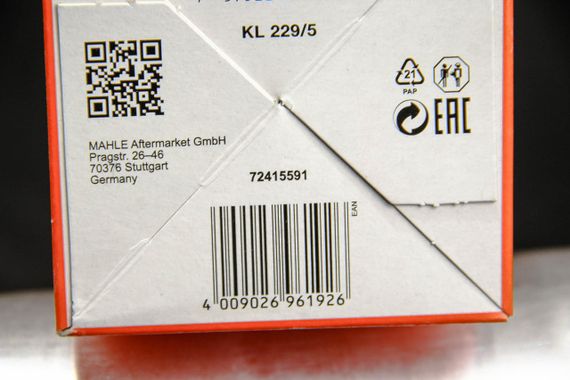 KL 229/5
21
PAP
EAC
MAHLE Aftermarket GmbH
Pragstr. 26–46
70376 Stuttgart
Germany
72415591
EAN
4 009026 961926